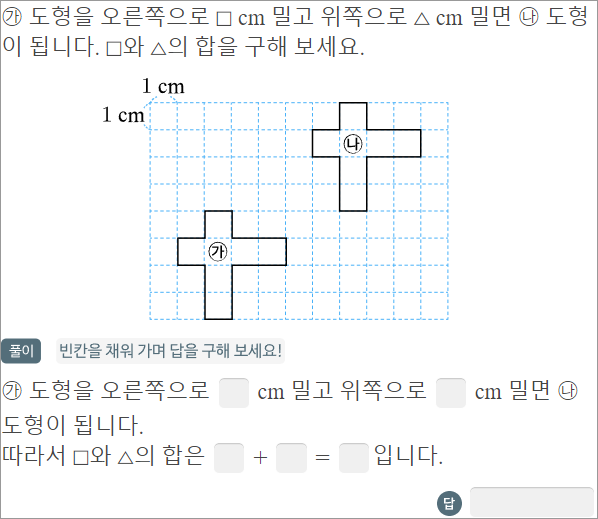 ㉮ 도형을 오른쪽으로 □ cm 밀고 위쪽으로 △ cm 밀면 ㉯ 도형
이 됩니다. □와 △의 합을 구해 보세요.
1 cm
1 cm
㉯
㉮
풀이 빈칸을 채워 가며 답을 구해 보세요!
㉮ 도형을 오른쪽으로 cm 밀고 위쪽으로 cm 밀면 ㉯
도형이 됩니다.
따라서 □와 △의 합은 + = 입니다.
답